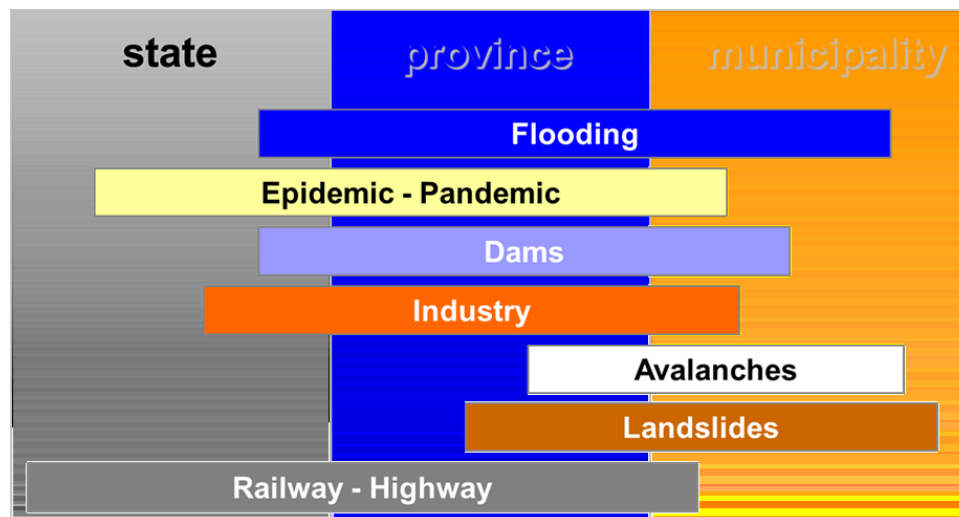 state province municipality
Flooding
Epidemic - Pandemic
Dams
Industry
Avalanches
Landslides
Railway - Highway